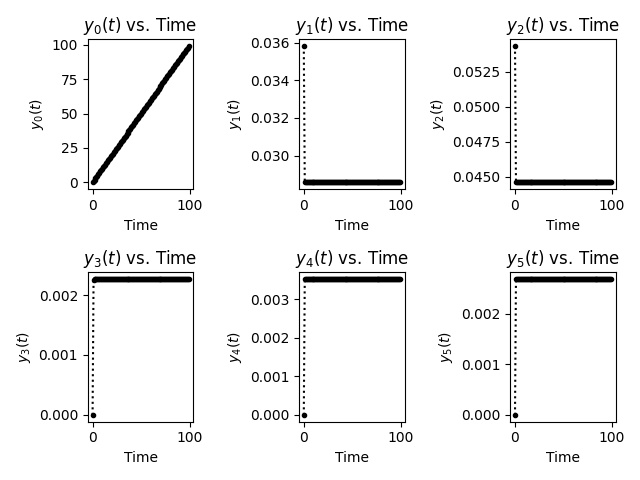 y₀(t) vs. Time
y₀(t)
100
75
50
25
0
0
100
Time
y₁(t) vs. Time
y₁(t)
0.036
0.034
0.032
0.030
0
100
Time
y₂(t) vs. Time
y₂(t)
0.0525
0.0500
0.0475
0.0450
0
100
Time
y₃(t) vs. Time
y₃(t)
0.002
0.001
0.000
0
100
Time
y₄(t) vs. Time
y₄(t)
0.003
0.002
0.001
0.000
0
100
Time
y₅(t) vs. Time
y₅(t)
0.002
0.001
0.000
0
100
Time